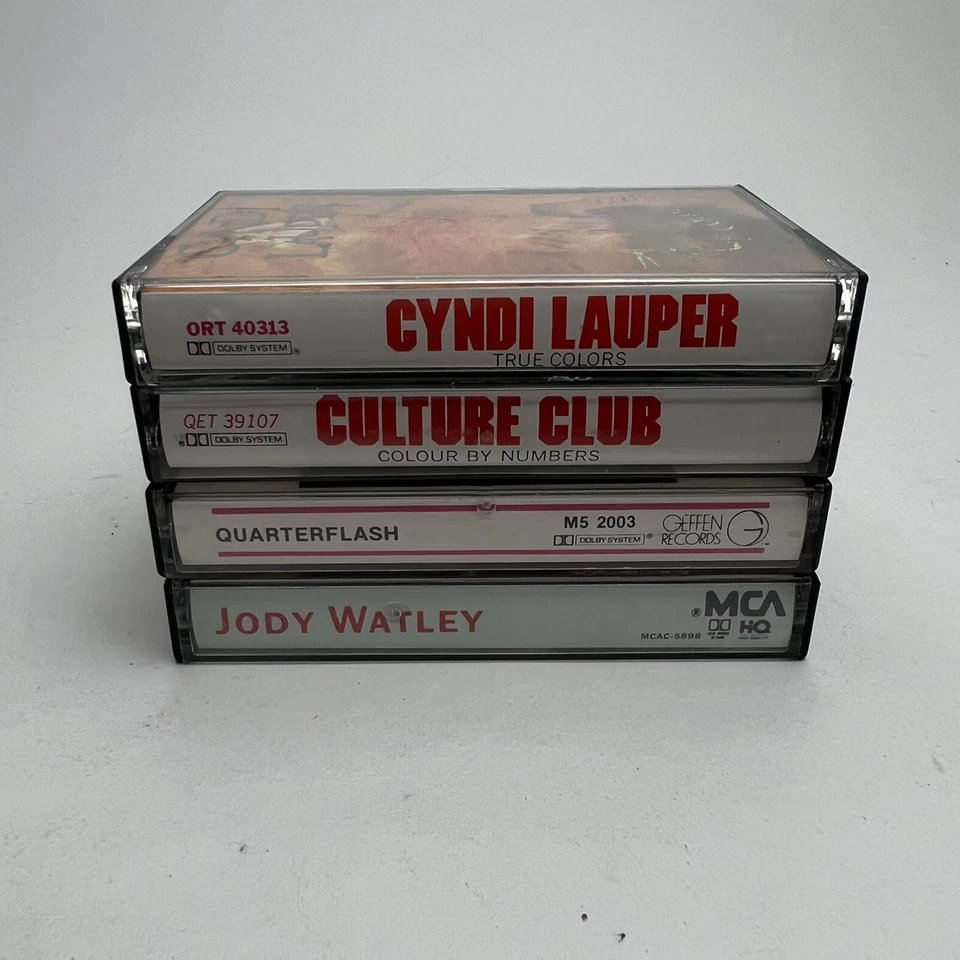 ORT 40313
DOLBY SYSTEM ®
CYNDI LAUPER
TRUE COLORS
QET 39107
DOLBY SYSTEM
CULTURE CLUB
COLOUR BY NUMBERS
QUARTERFLASH
M5 2003
DOLBY SYSTEM ®
GEFFEN
RECORDS
G
JODY WATLEY
® MCA
HQ
MCAC-5898